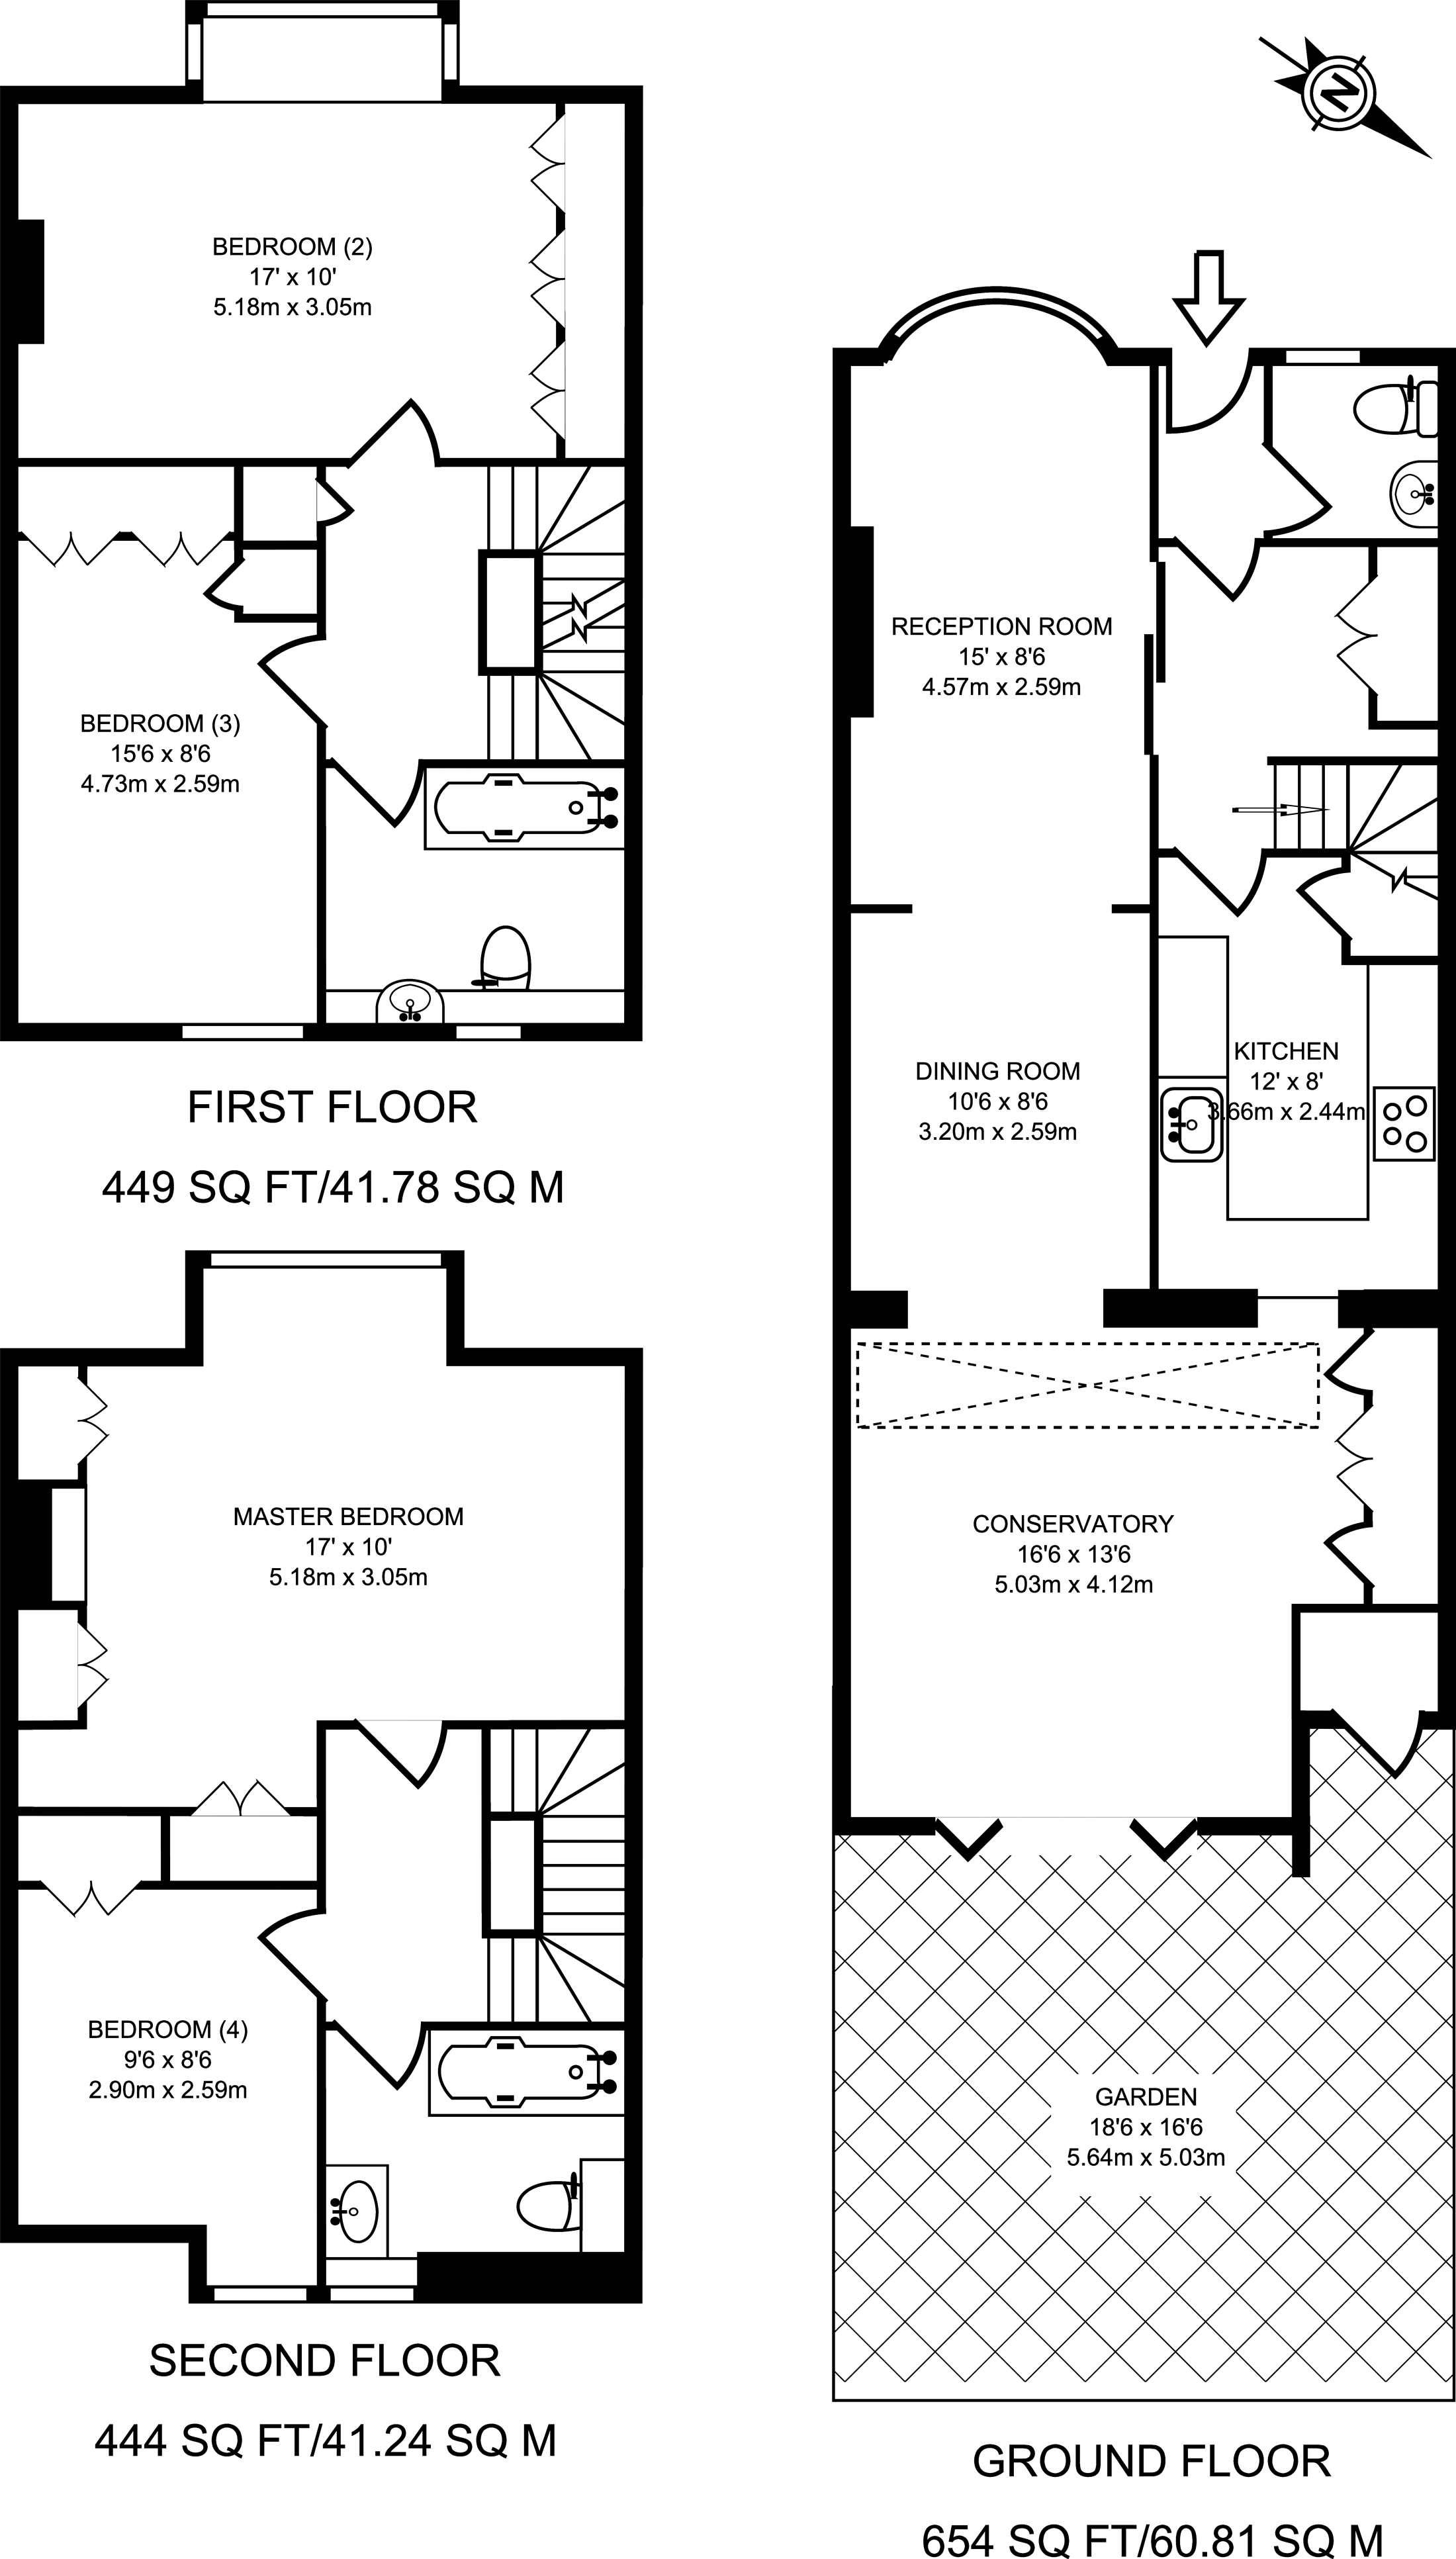 N
BEDROOM (2)
17' x 10'
5.18m x 3.05m
BEDROOM (3)
15'6 x 8'6
4.73m x 2.59m
FIRST FLOOR
449 SQ FT/41.78 SQ M
MASTER BEDROOM
17' x 10'
5.18m x 3.05m
BEDROOM (4)
9'6 x 8'6
2.90m x 2.59m
SECOND FLOOR
444 SQ FT/41.24 SQ M
RECEPTION ROOM
15' x 8'6
4.57m x 2.59m
DINING ROOM
10'6 x 8'6
3.20m x 2.59m
KITCHEN
12' x 8'
3.66m x 2.44m
CONSERVATORY
16'6 x 13'6
5.03m x 4.12m
GARDEN
18'6 x 16'6
5.64m x 5.03m
GROUND FLOOR
654 SQ FT/60.81 SQ M